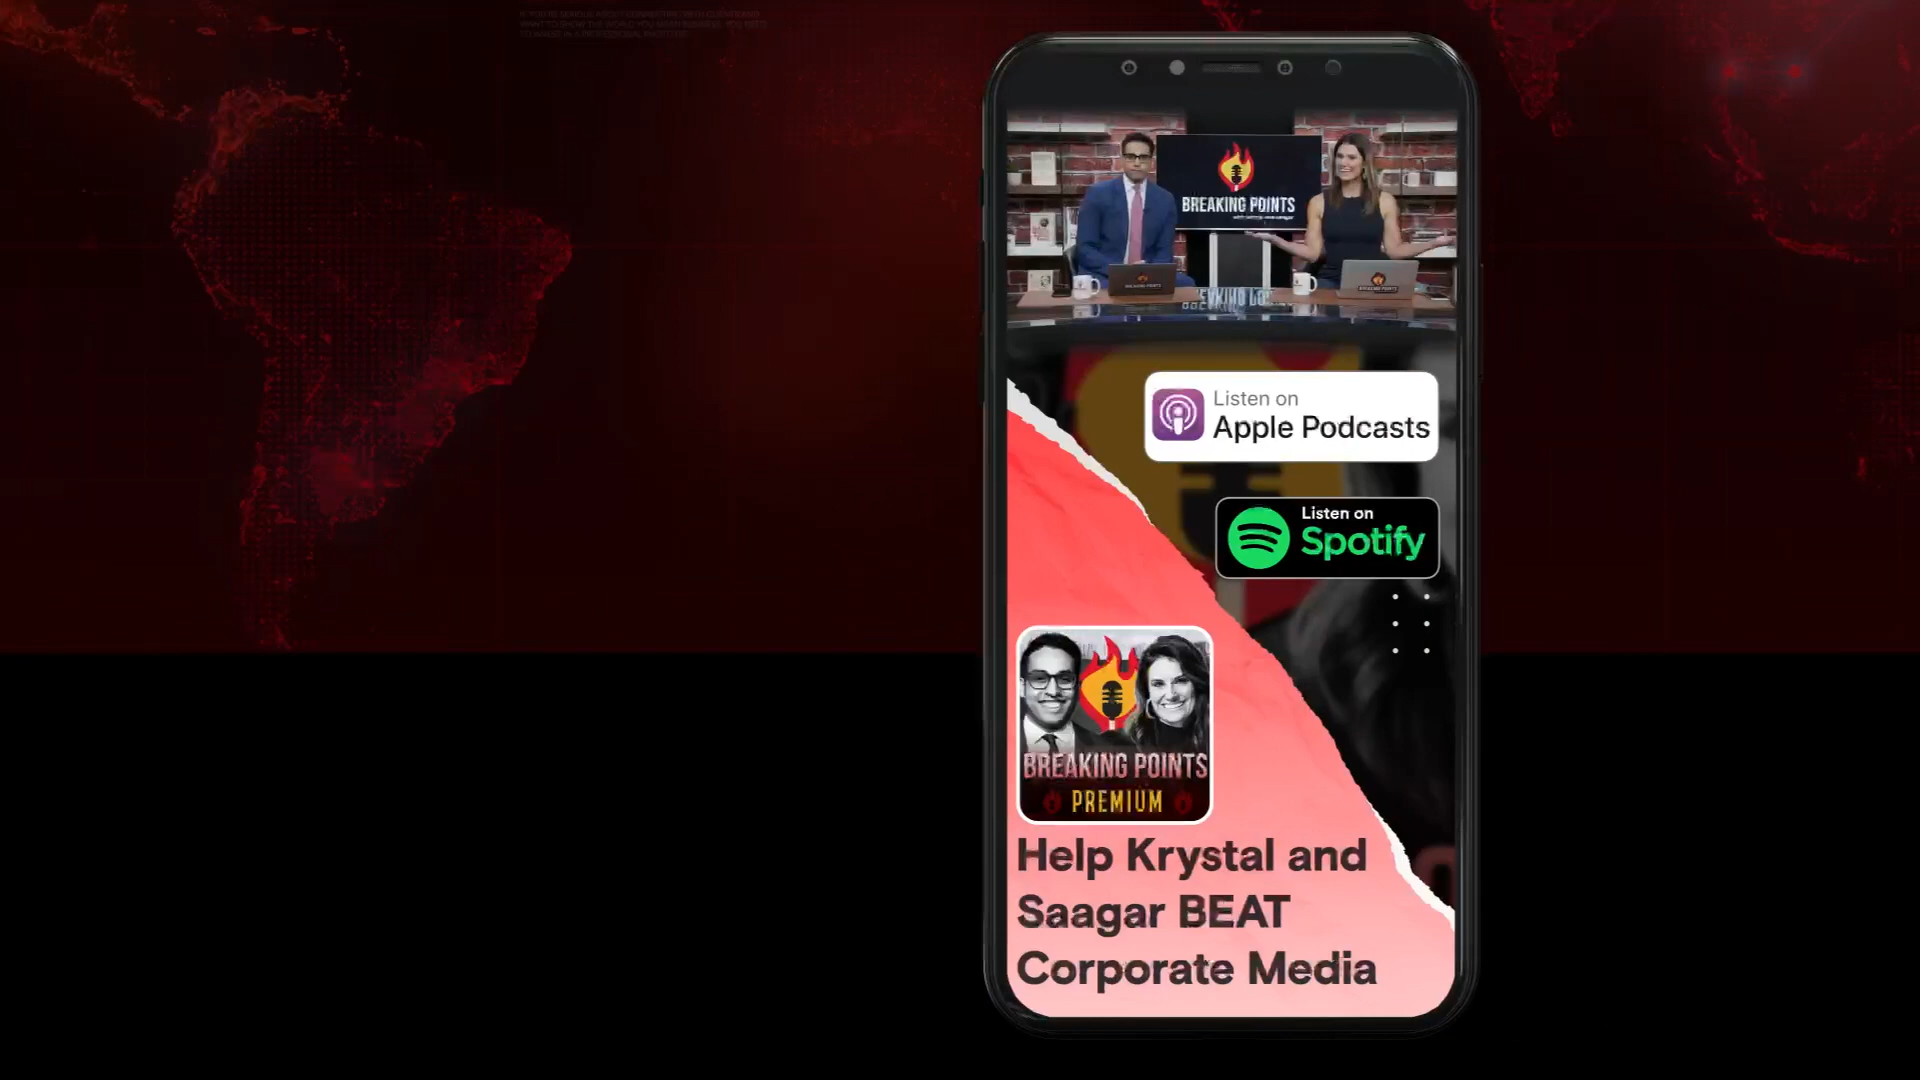 BREAKING POINTS
Listen on
Apple Podcasts
Listen on
Spotify
BREAKING POINTS
PREMIUM
Help Krystal and
Saagar BEAT
Corporate Media